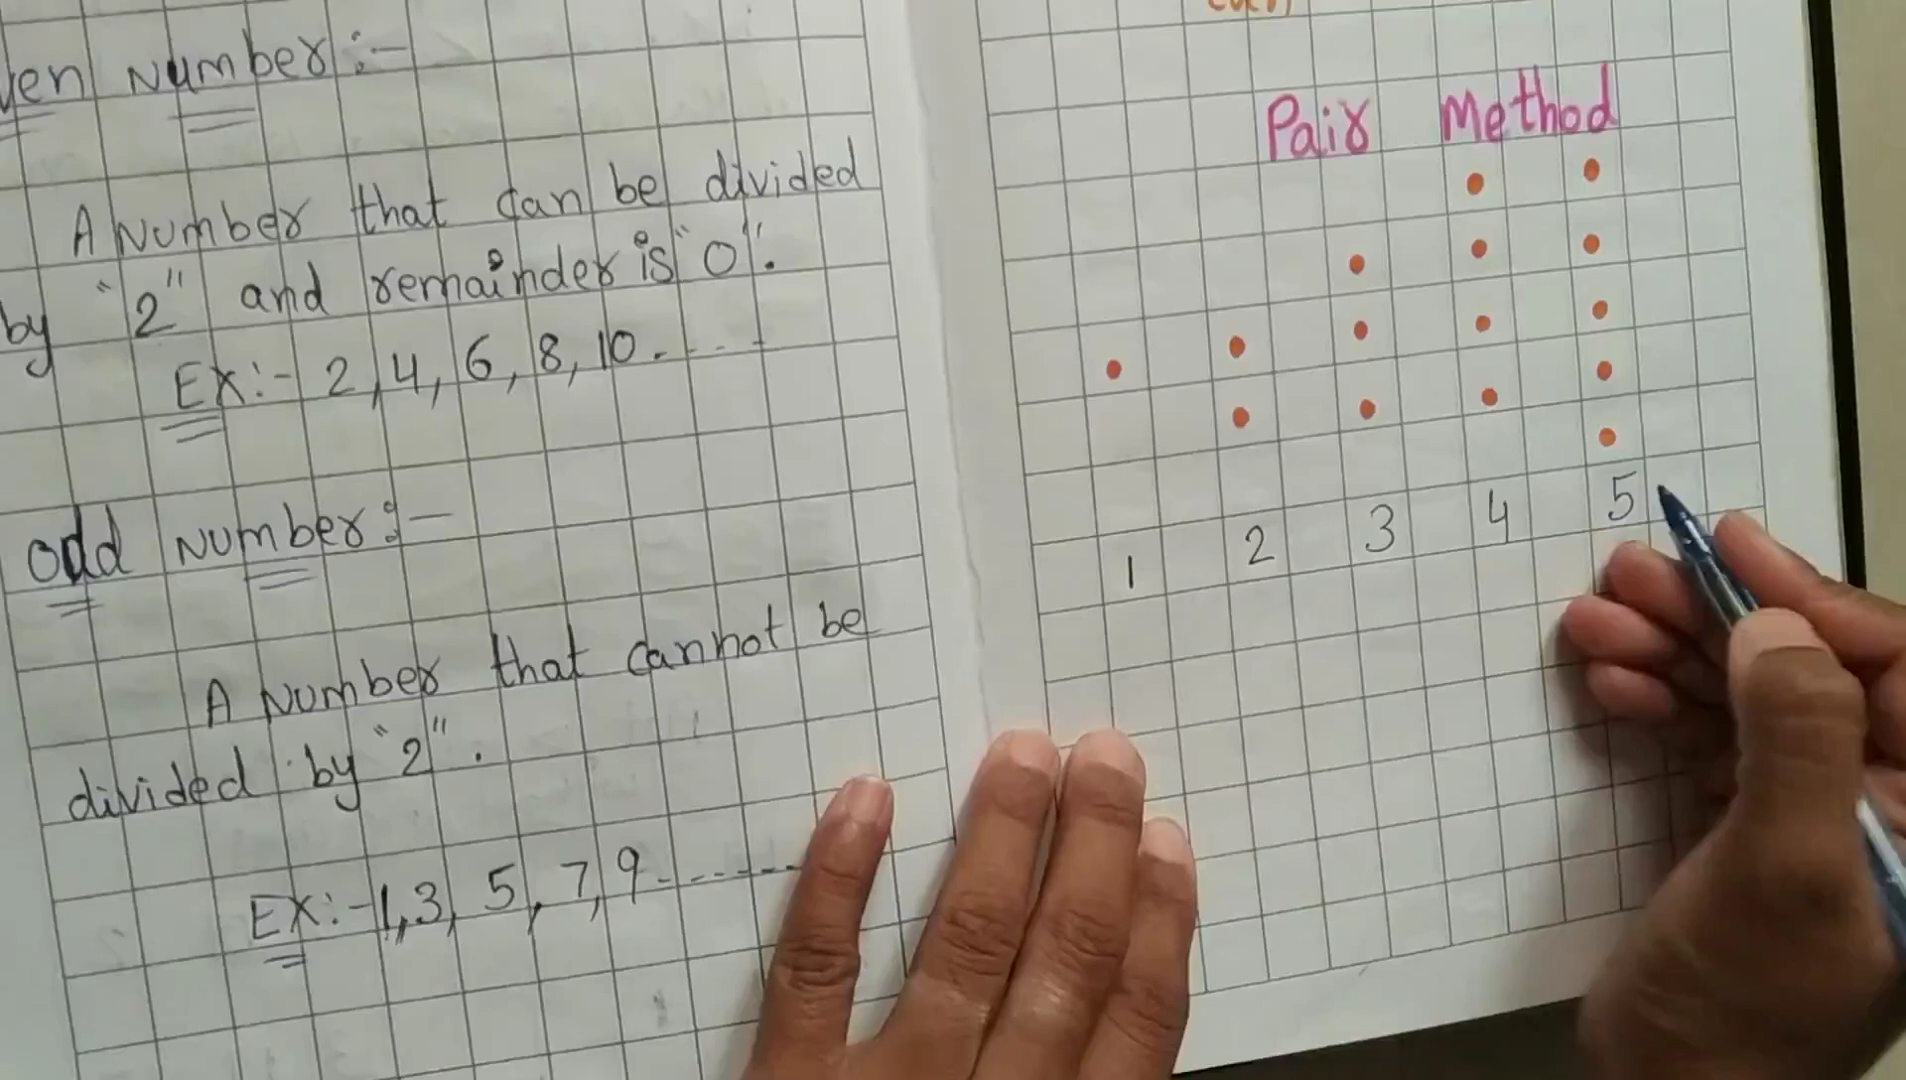 Number:-
A Number that can be divided
by "2" and remainder is "0".
EX:- 2, 4, 6, 8, 10. - - -
odd Number:-
A Number that cannot be
divided by "2".
EX:- 1, 3, 5, 7, 9 - - - - - -
Pair Method
1 2 3 4 5